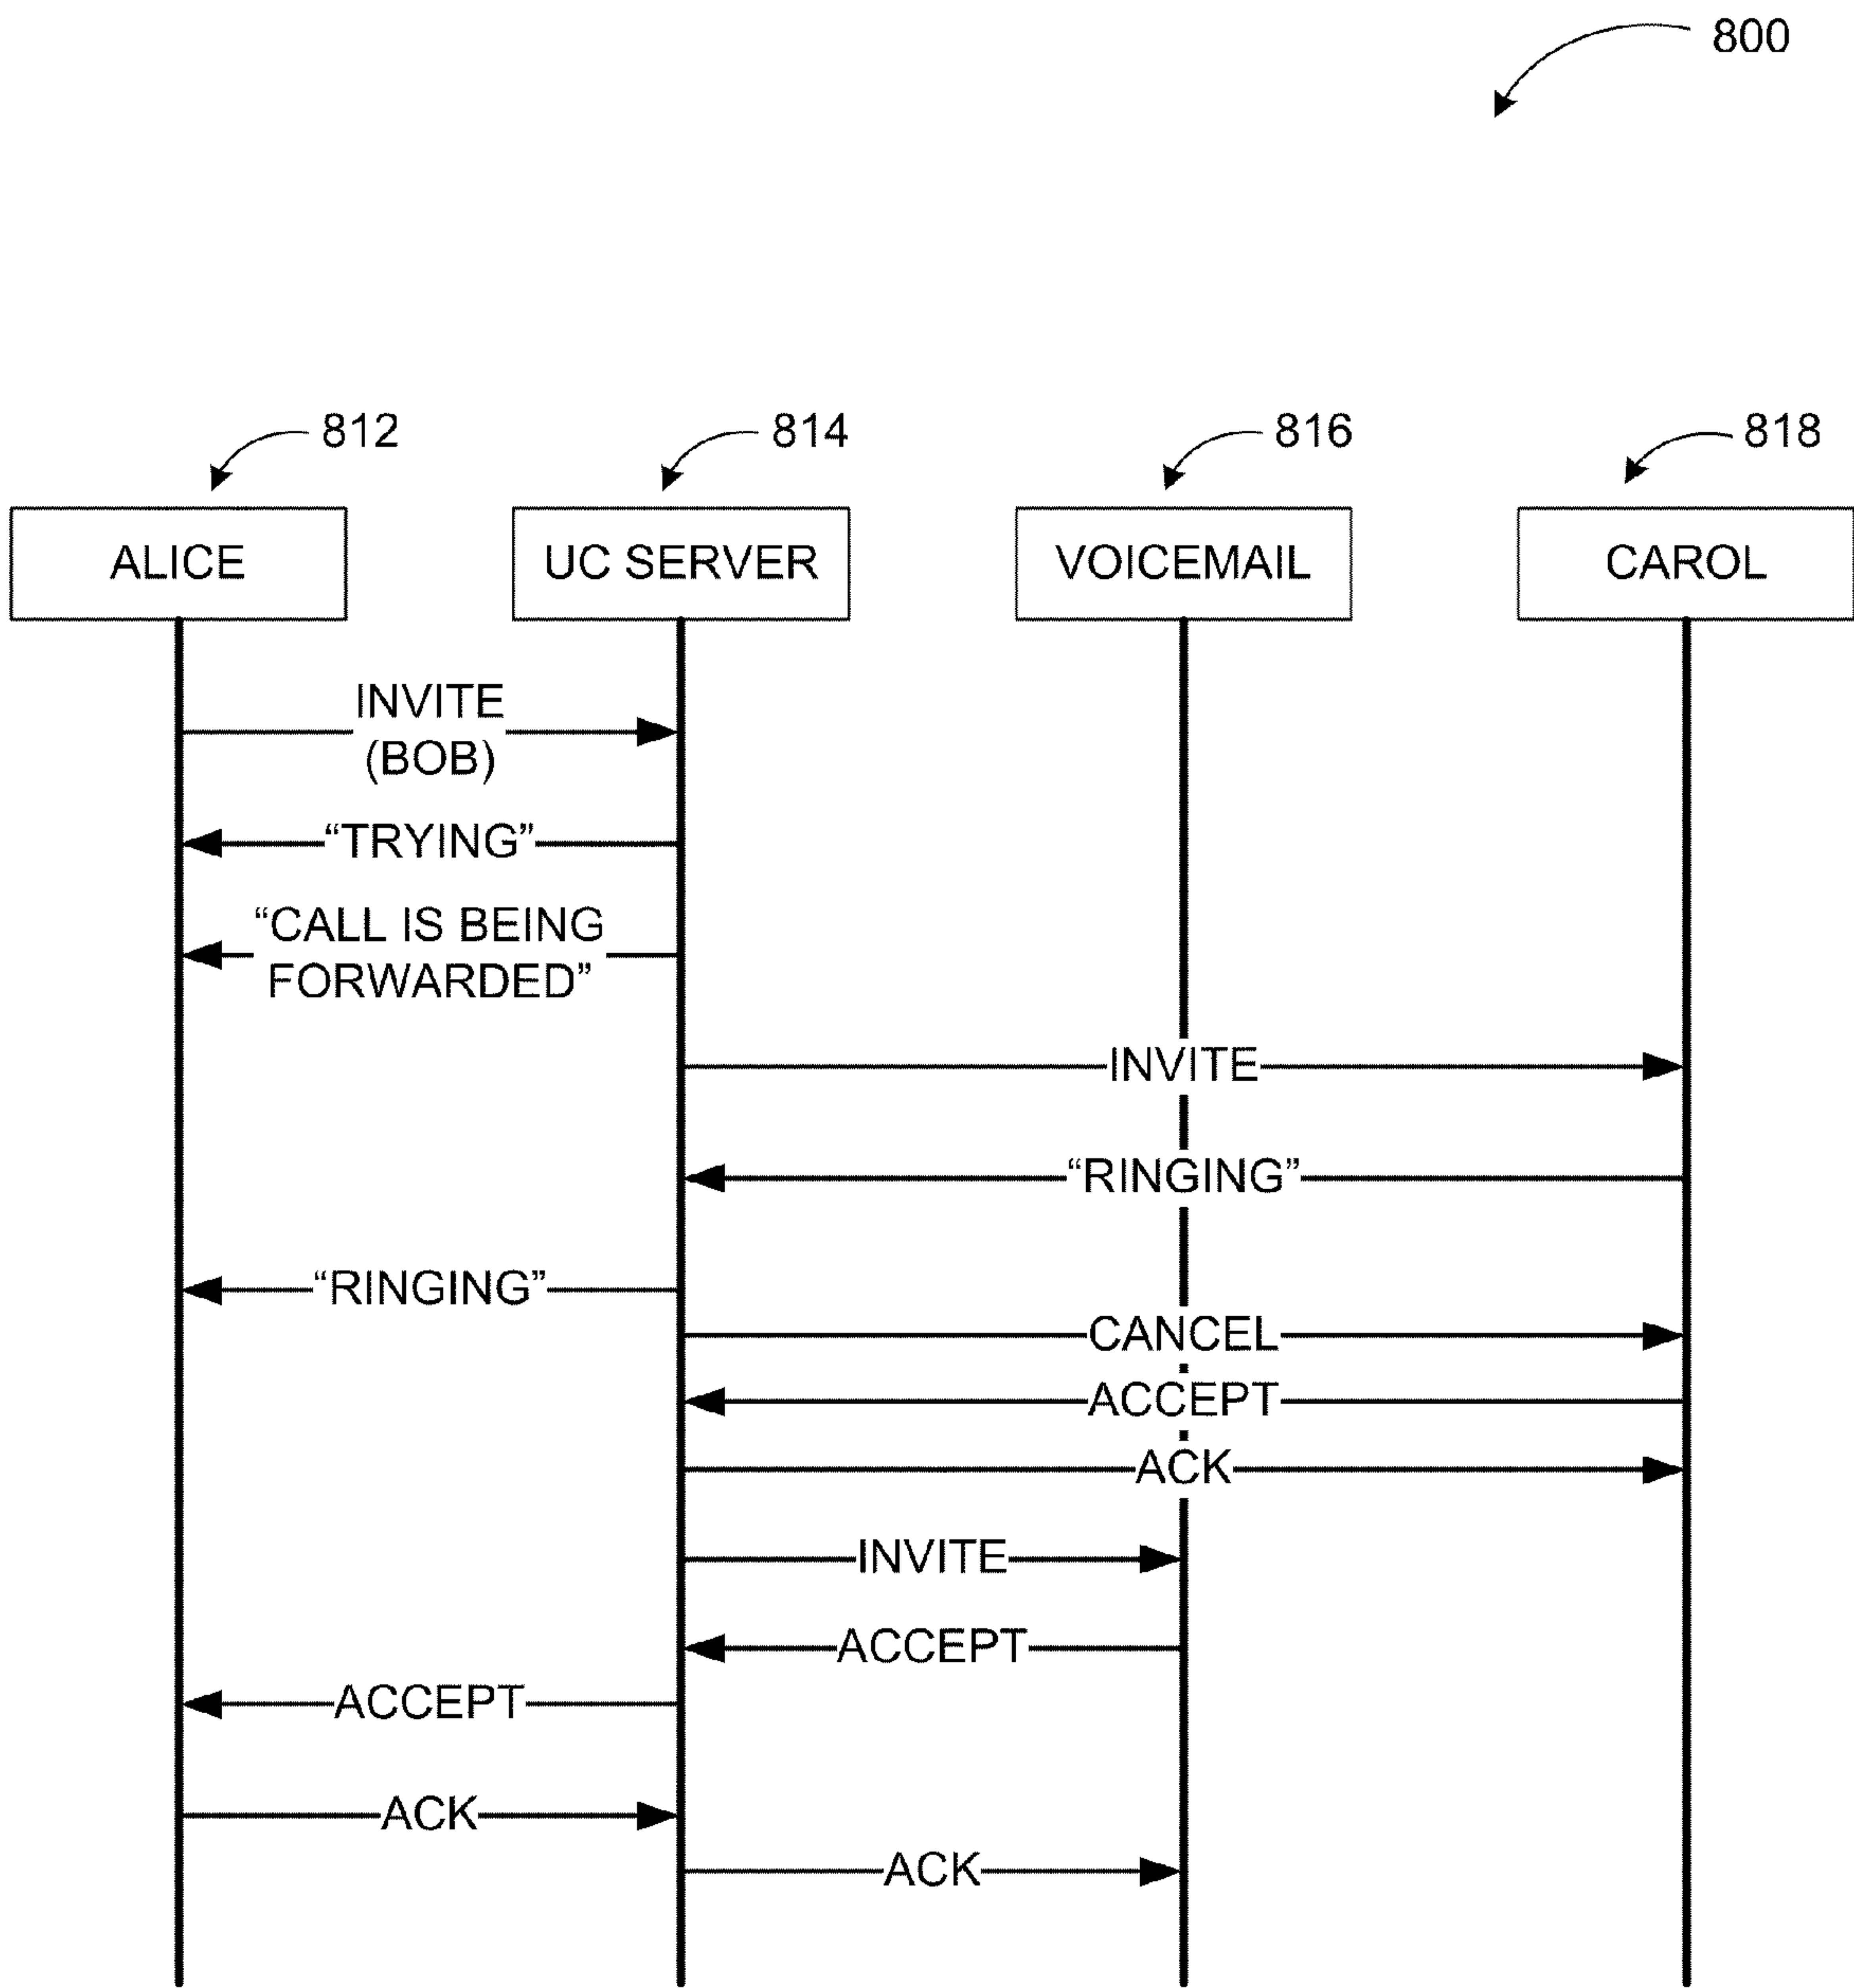 800
812
814
816
818
ALICE
UC SERVER
VOICEMAIL
CAROL
INVITE
(BOB)
“TRYING”
“CALL IS BEING
FORWARDED”
INVITE
“RINGING”
“RINGING”
CANCEL
ACCEPT
ACK
INVITE
ACCEPT
ACCEPT
ACK
ACK